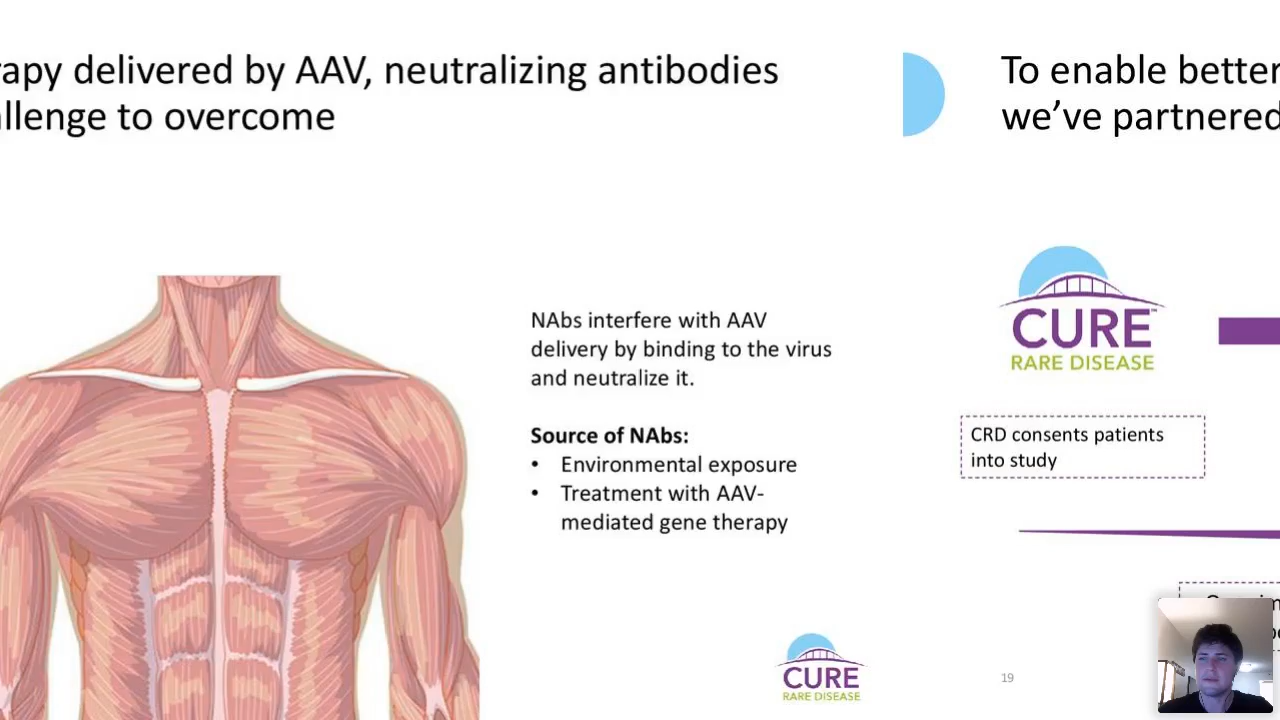 rapy delivered by AAV, neutralizing antibodies
allenge to overcome
NAbs interfere with AAV
delivery by binding to the virus
and neutralize it.
Source of NAbs:
• Environmental exposure
• Treatment with AAV-
mediated gene therapy
CURE
RARE DISEASE
To enable better
we’ve partnered
CURE™
RARE DISEASE
CRD consents patients
into study
19